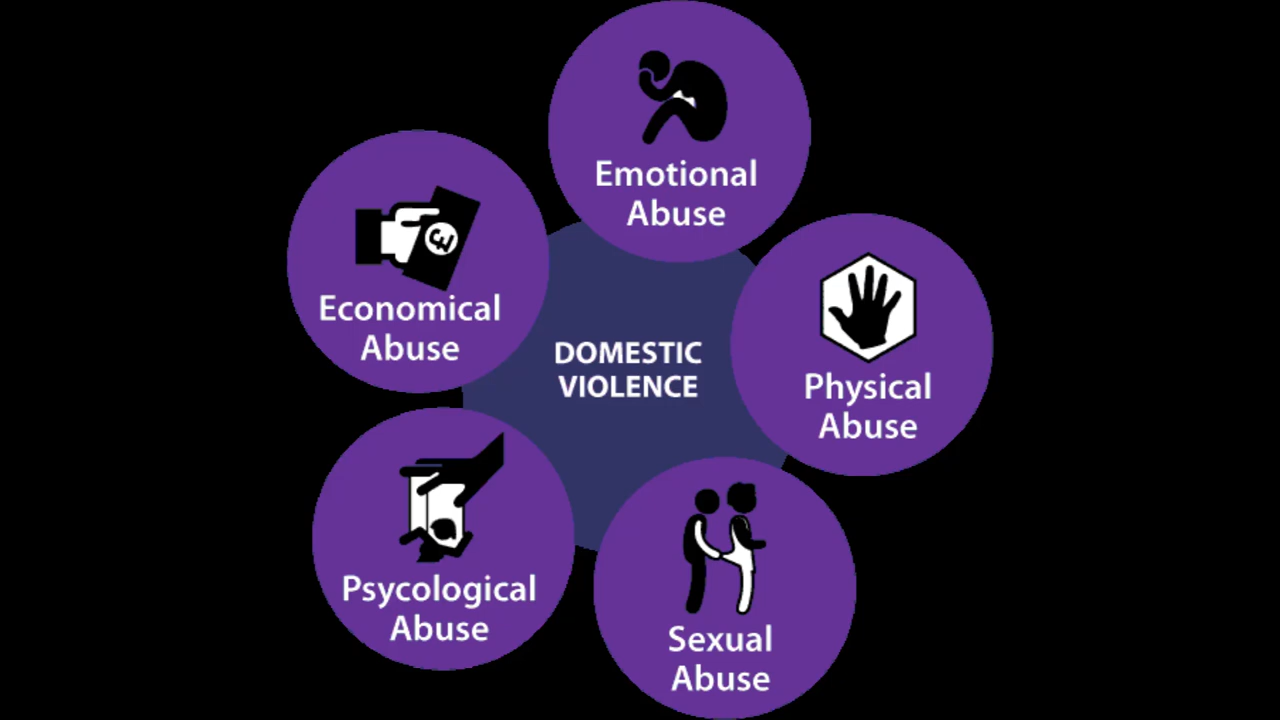 Emotional
Abuse
Economical
Abuse
£
DOMESTIC
VIOLENCE
Physical
Abuse
Psycological
Abuse
Sexual
Abuse